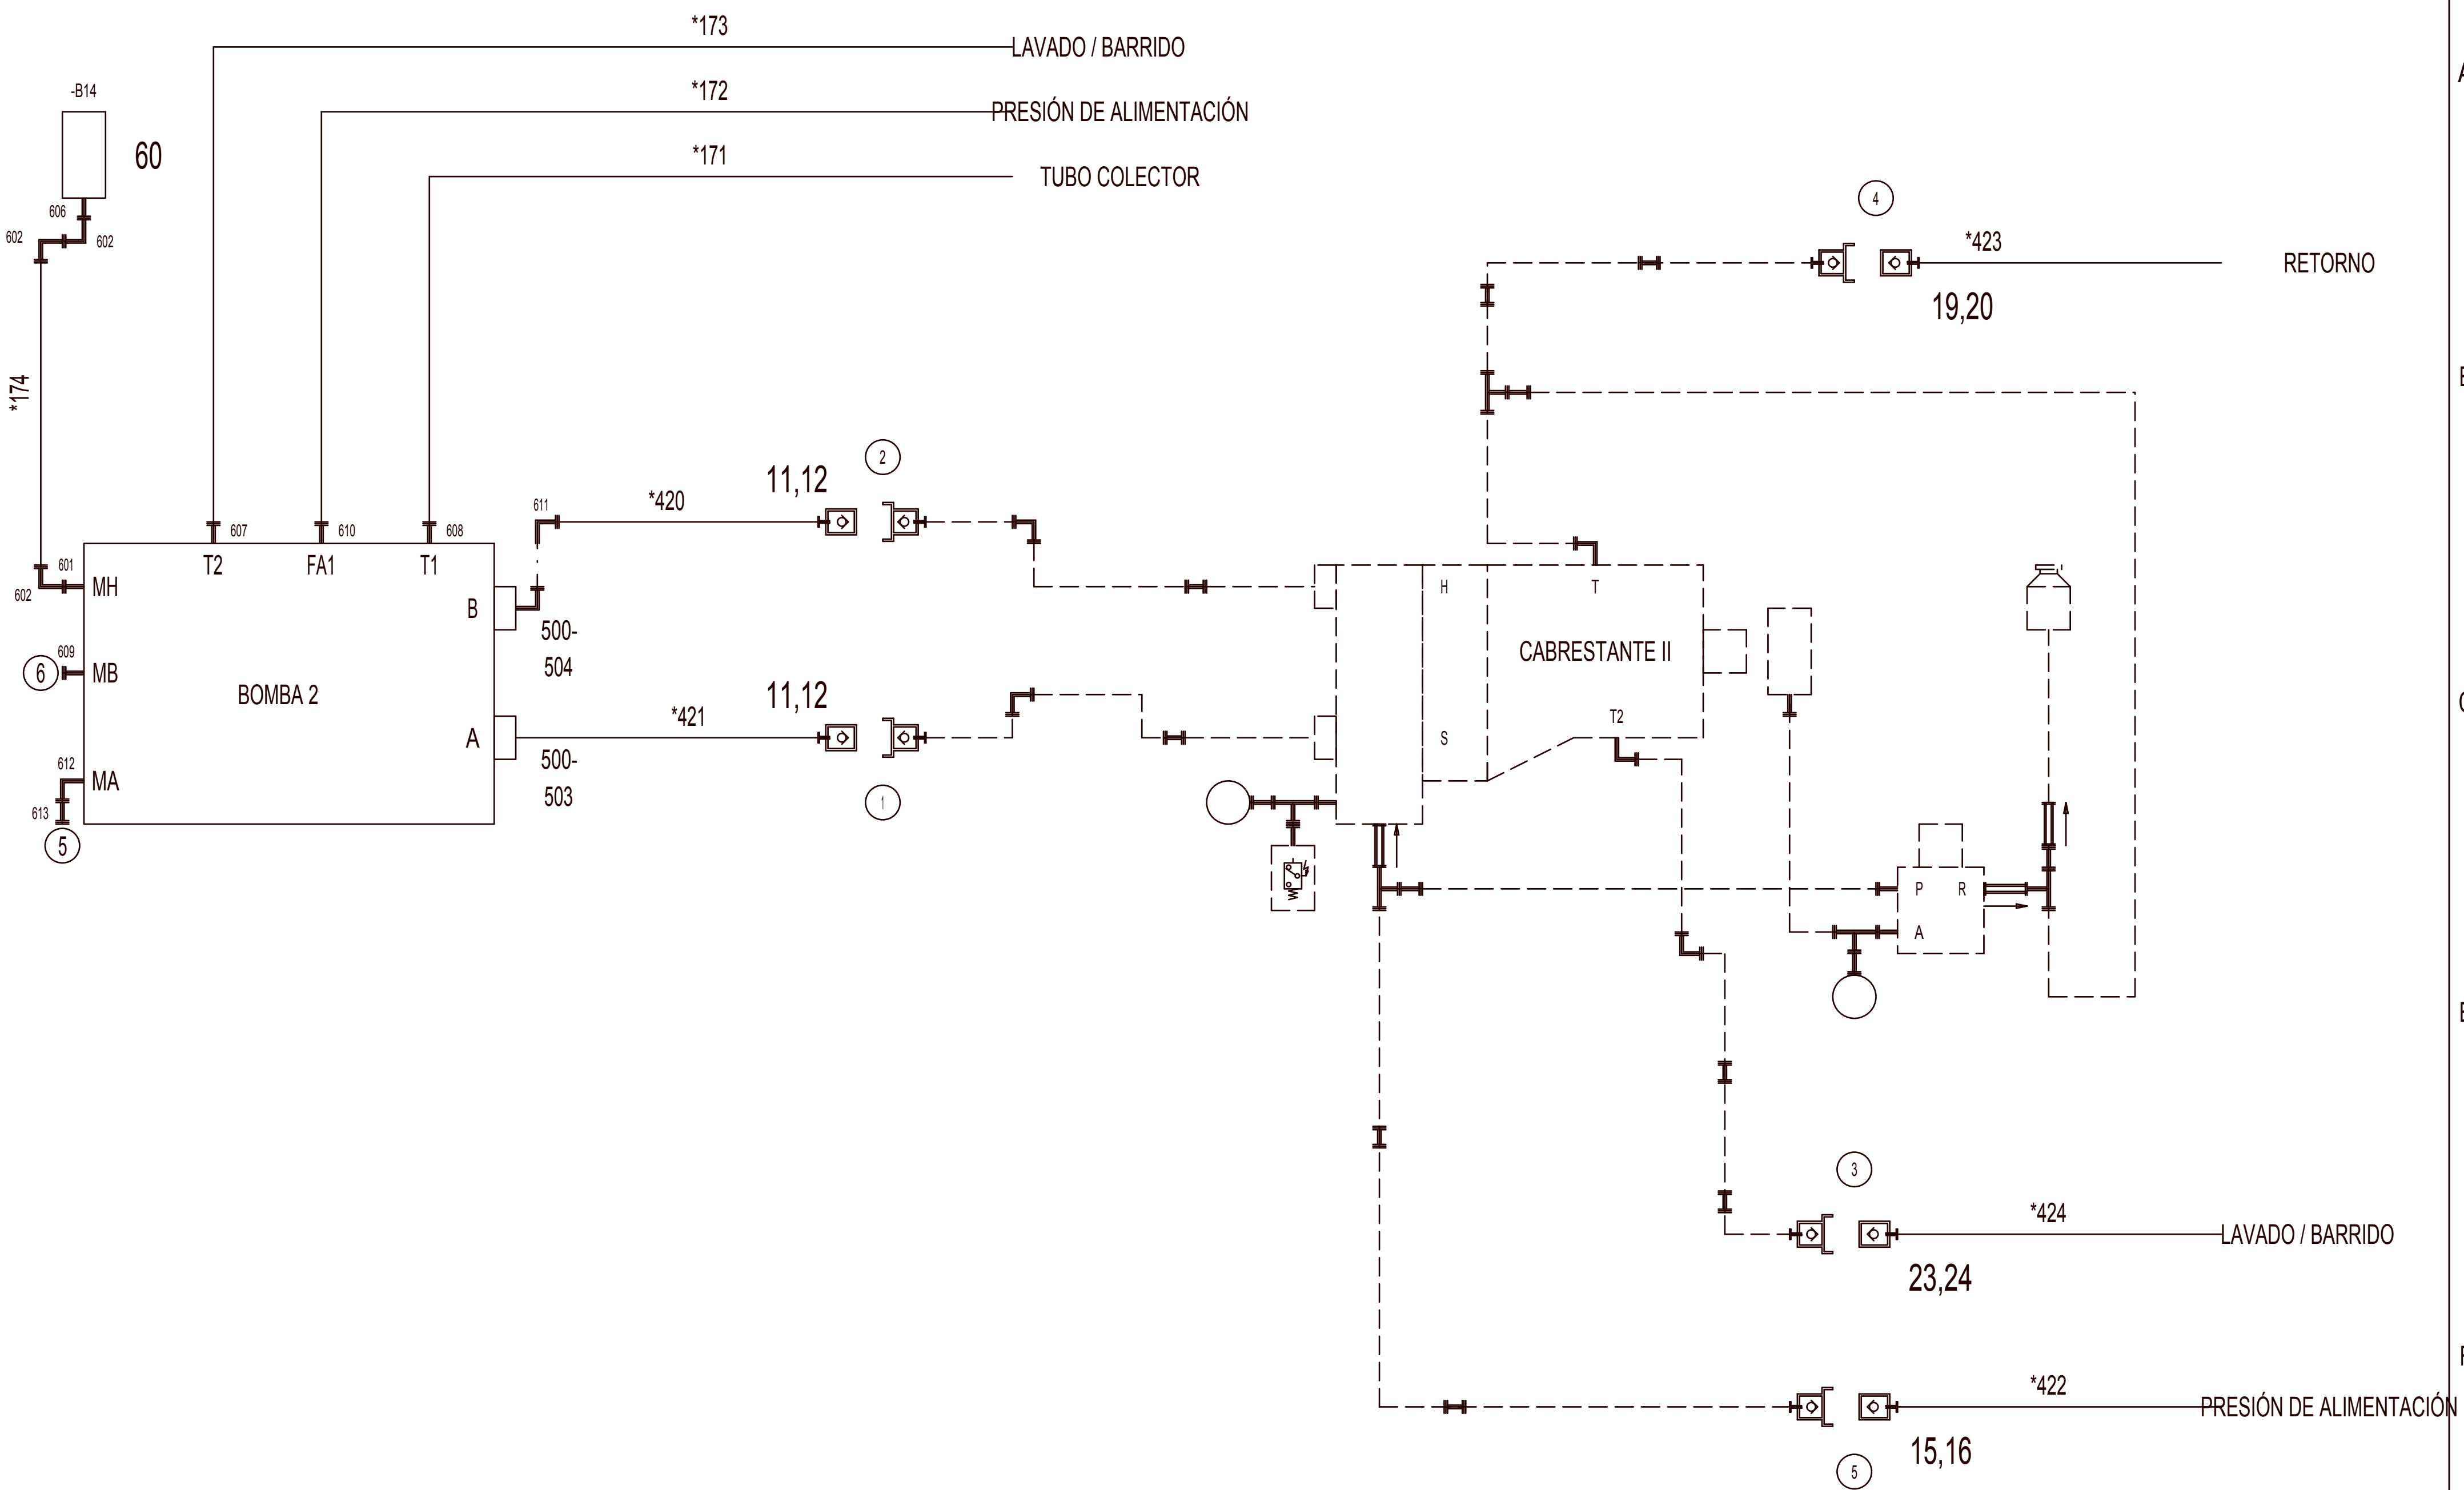 *173
LAVADO / BARRIDO
-B14
*172
PRESIÓN DE ALIMENTACIÓN
60
*171
TUBO COLECTOR
606
602
602
4
*423
RETORNO
19,20
*174
2
11,12
611
*420
607
610
608
601
T2
FA1
T1
602
MH
B
H
T
500-
504
609
6
MB
CABRESTANTE II
BOMBA 2
11,12
*421
T2
A
S
500-
503
612
MA
613
5
1
P
R
A
3
*424
LAVADO / BARRIDO
23,24
*422
PRESIÓN DE ALIMENTACIÓN
15,16
5